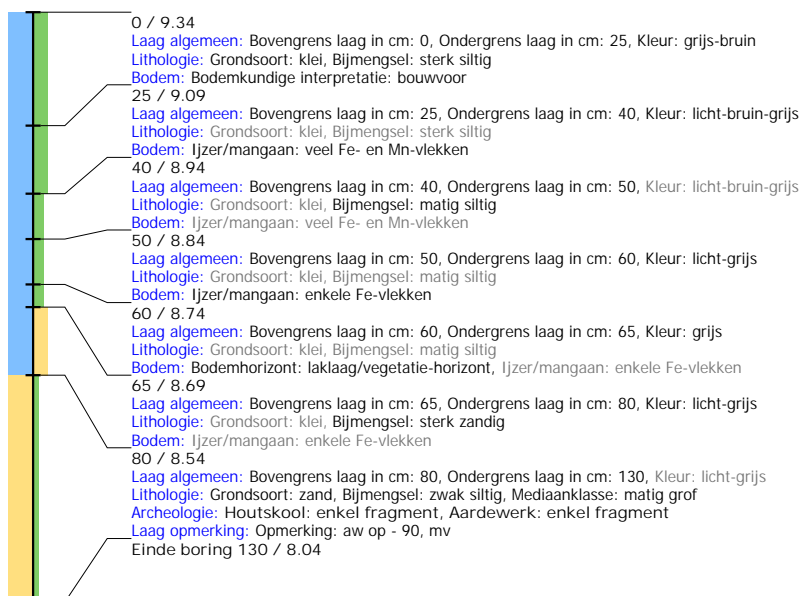 0 / 9.34
Laag algemeen: Bovengrens laag in cm: 0, Ondergrens laag in cm: 25, Kleur: grijs-bruin
Lithologie: Grondsoort: klei, Bijmengsel: sterk siltig
Bodem: Bodemkundige interpretatie: bouwvoor
25 / 9.09
Laag algemeen: Bovengrens laag in cm: 25, Ondergrens laag in cm: 40, Kleur: licht-bruin-grijs
Lithologie: Grondsoort: klei, Bijmengsel: sterk siltig
Bodem: Ijzer/mangaan: veel Fe- en Mn-vlekken
40 / 8.94
Laag algemeen: Bovengrens laag in cm: 40, Ondergrens laag in cm: 50, Kleur: licht-bruin-grijs
Lithologie: Grondsoort: klei, Bijmengsel: matig siltig
Bodem: Ijzer/mangaan: veel Fe- en Mn-vlekken
50 / 8.84
Laag algemeen: Bovengrens laag in cm: 50, Ondergrens laag in cm: 60, Kleur: licht-grijs
Lithologie: Grondsoort: klei, Bijmengsel: matig siltig
Bodem: Ijzer/mangaan: enkele Fe-vlekken
60 / 8.74
Laag algemeen: Bovengrens laag in cm: 60, Ondergrens laag in cm: 65, Kleur: grijs
Lithologie: Grondsoort: klei, Bijmengsel: matig siltig
Bodem: Bodemhorizont: laklaag/vegetatie-horizont, Ijzer/mangaan: enkele Fe-vlekken
65 / 8.69
Laag algemeen: Bovengrens laag in cm: 65, Ondergrens laag in cm: 80, Kleur: licht-grijs
Lithologie: Grondsoort: klei, Bijmengsel: sterk zandig
Bodem: Ijzer/mangaan: enkele Fe-vlekken
80 / 8.54
Laag algemeen: Bovengrens laag in cm: 80, Ondergrens laag in cm: 130, Kleur: licht-grijs
Lithologie: Grondsoort: zand, Bijmengsel: zwak siltig, Mediaanklasse: matig grof
Archeologie: Houtskool: enkel fragment, Aardewerk: enkel fragment
Laag opmerking: Opmerking: aw op - 90, mv
Einde boring 130 / 8.04